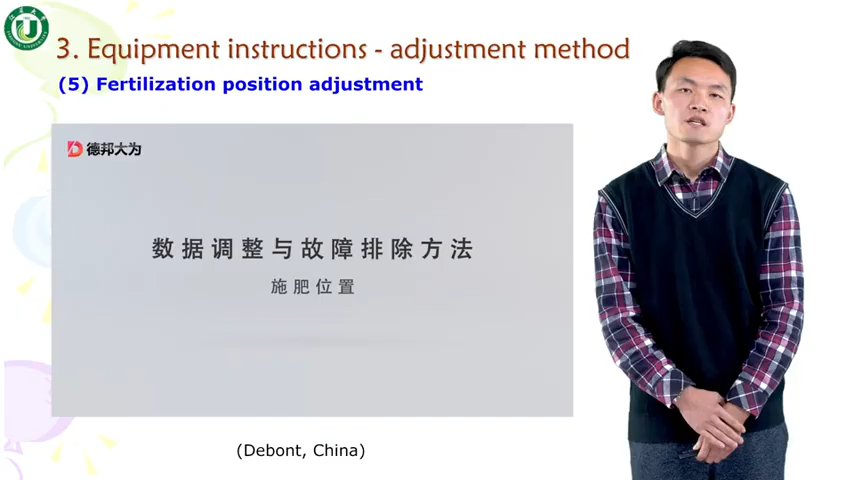 3. Equipment instructions - adjustment method
(5) Fertilization position adjustment
德邦大为
数据调整与故障排除方法
施肥位置
(Debont, China)